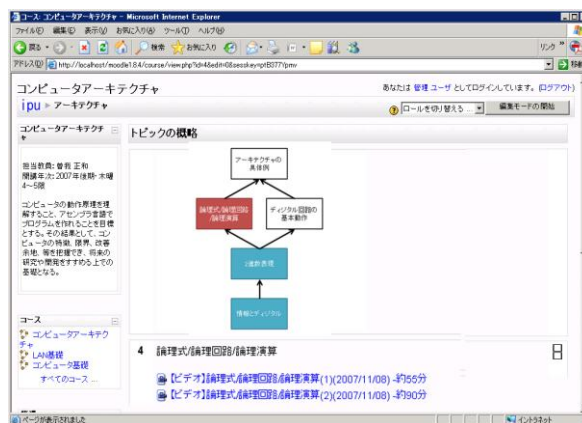 コース: コンピュータアーキテクチャ - Microsoft Internet Explorer
ファイル(F) 編集(E) 表示(V) お気に入り(A) ツール(T) ヘルプ(H)
戻る 検索 お気に入り リンク
アドレス(D) http://localhost/moodle1.8.4/course/view.php?id=4&edit=0&sesskey=ptB377Ypmv 移動
コンピュータアーキテクチャ
あなたは 管理 ユーザ としてログインしています。(ログアウト)
ipu ► アーキテクチャ
ロールを切り替える ... 編集モードの開始
コンピュータアーキテクチャ
担当教員: 曽我 正和
開講年次: 2007年後期・木曜4~5限
コンピュータの動作原理を理
解すること、アセンブラ言語で
プログラムを作れることを目標
とする。その結果として、コン
ピュータの特徴、限界、改善
余地、等を把握でき、将来の
研究や開発をすすめる上での
基礎となる。
コース
コンピュータアーキテクチャ
LAN基礎
コンピュータ基礎
すべてのコース ...
トピックの概略
アーキテクチャの
具体例
論理式/論理回路
/論理演算
ディジタル回路の
基本動作
2進数表現
情報とディジタル
4 論理式/論理回路/論理演算
【ビデオ】論理式/論理回路/論理演算(1)(2007/11/08) -約55分
【ビデオ】論理式/論理回路/論理演算(2)(2007/11/08) -約90分
ページが表示されました
イントラネット